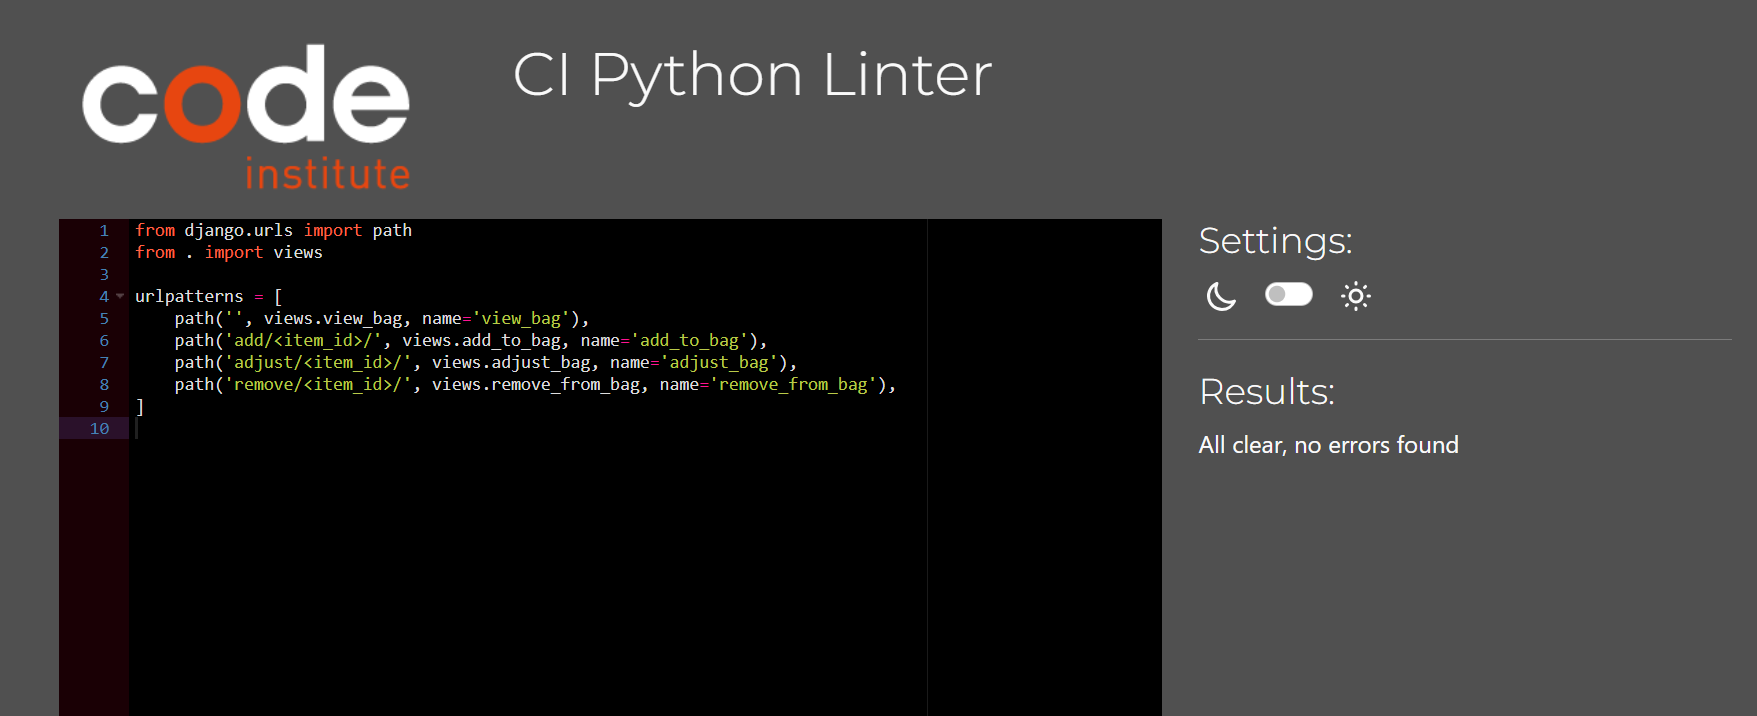 code
institute
CI Python Linter
1 from django.urls import path
2 from . import views
3
4 urlpatterns = [
5     path('', views.view_bag, name='view_bag'),
6     path('add/<item_id>/', views.add_to_bag, name='add_to_bag'),
7     path('adjust/<item_id>/', views.adjust_bag, name='adjust_bag'),
8     path('remove/<item_id>/', views.remove_from_bag, name='remove_from_bag'),
9 ]
10
Settings:
Results:
All clear, no errors found